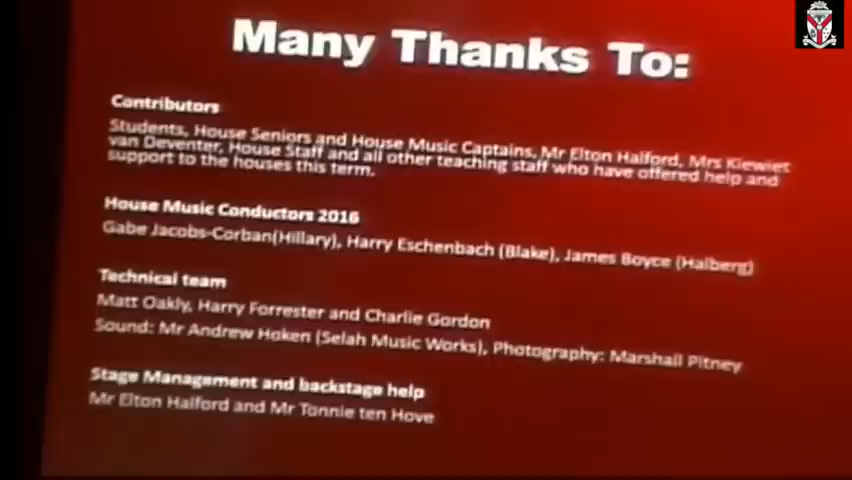 Many Thanks To:
Contributors
Students, House Seniors and House Music Captains, Mr Elton Halford, Mrs Kiewiet
van Deventer, House Staff and all other teaching staff who have offered help and
support to the houses this term.
House Music Conductors 2016
Gabe Jacobs-Corban(Hillary), Harry Eschenbach (Blake), James Boyce (Halberg)
Technical team
Matt Oakly, Harry Forrester and Charlie Gordon
Sound: Mr Andrew Hoken (Selah Music Works), Photography: Marshall Pitney
Stage Management and backstage help
Mr Elton Halford and Mr Tonnie ten Hove